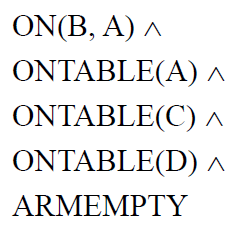 ON(B, A) ∧
ONTABLE(A) ∧
ONTABLE(C) ∧
ONTABLE(D) ∧
ARMEMPTY